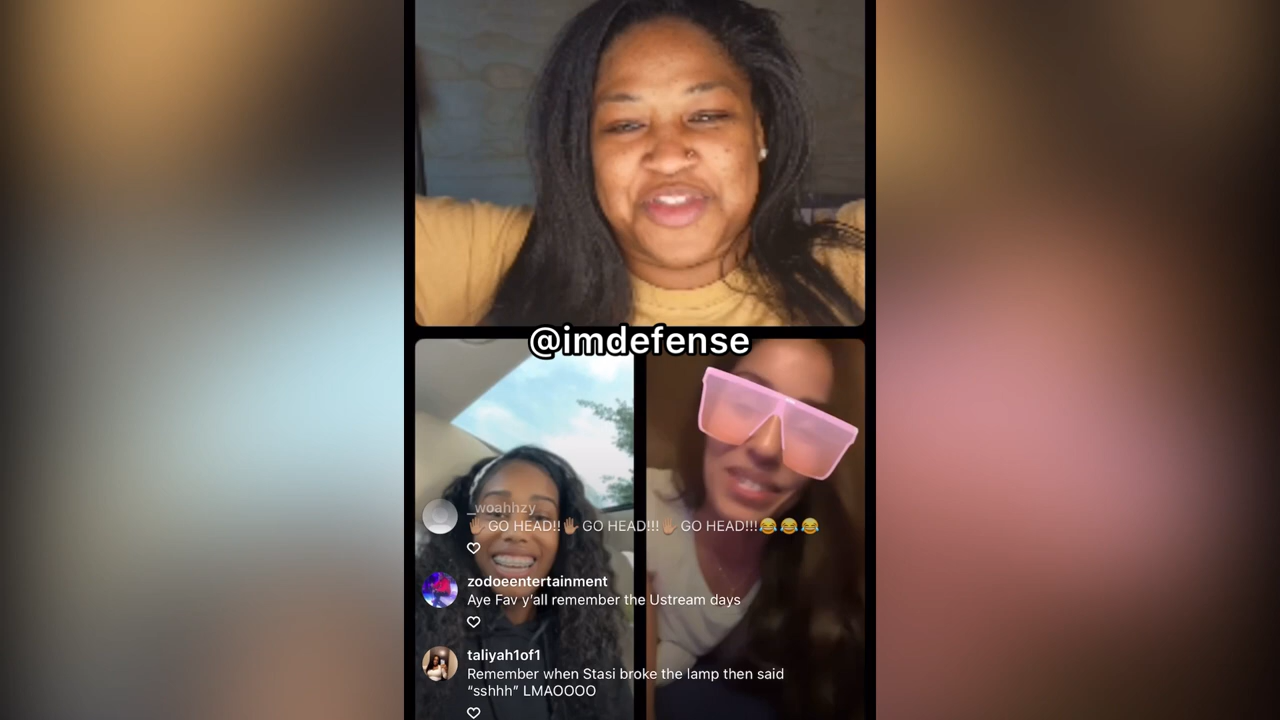 @imdefense
_woahhzy
✋🏽GO HEAD!!✋🏽GO HEAD!!!✋🏽GO HEAD!!!😂😂😂
zodoeentertainment
Aye Fav y'all remember the Ustream days
taliyah1of1
Remember when Stasi broke the lamp then said
“sshhh” LMAOOOO